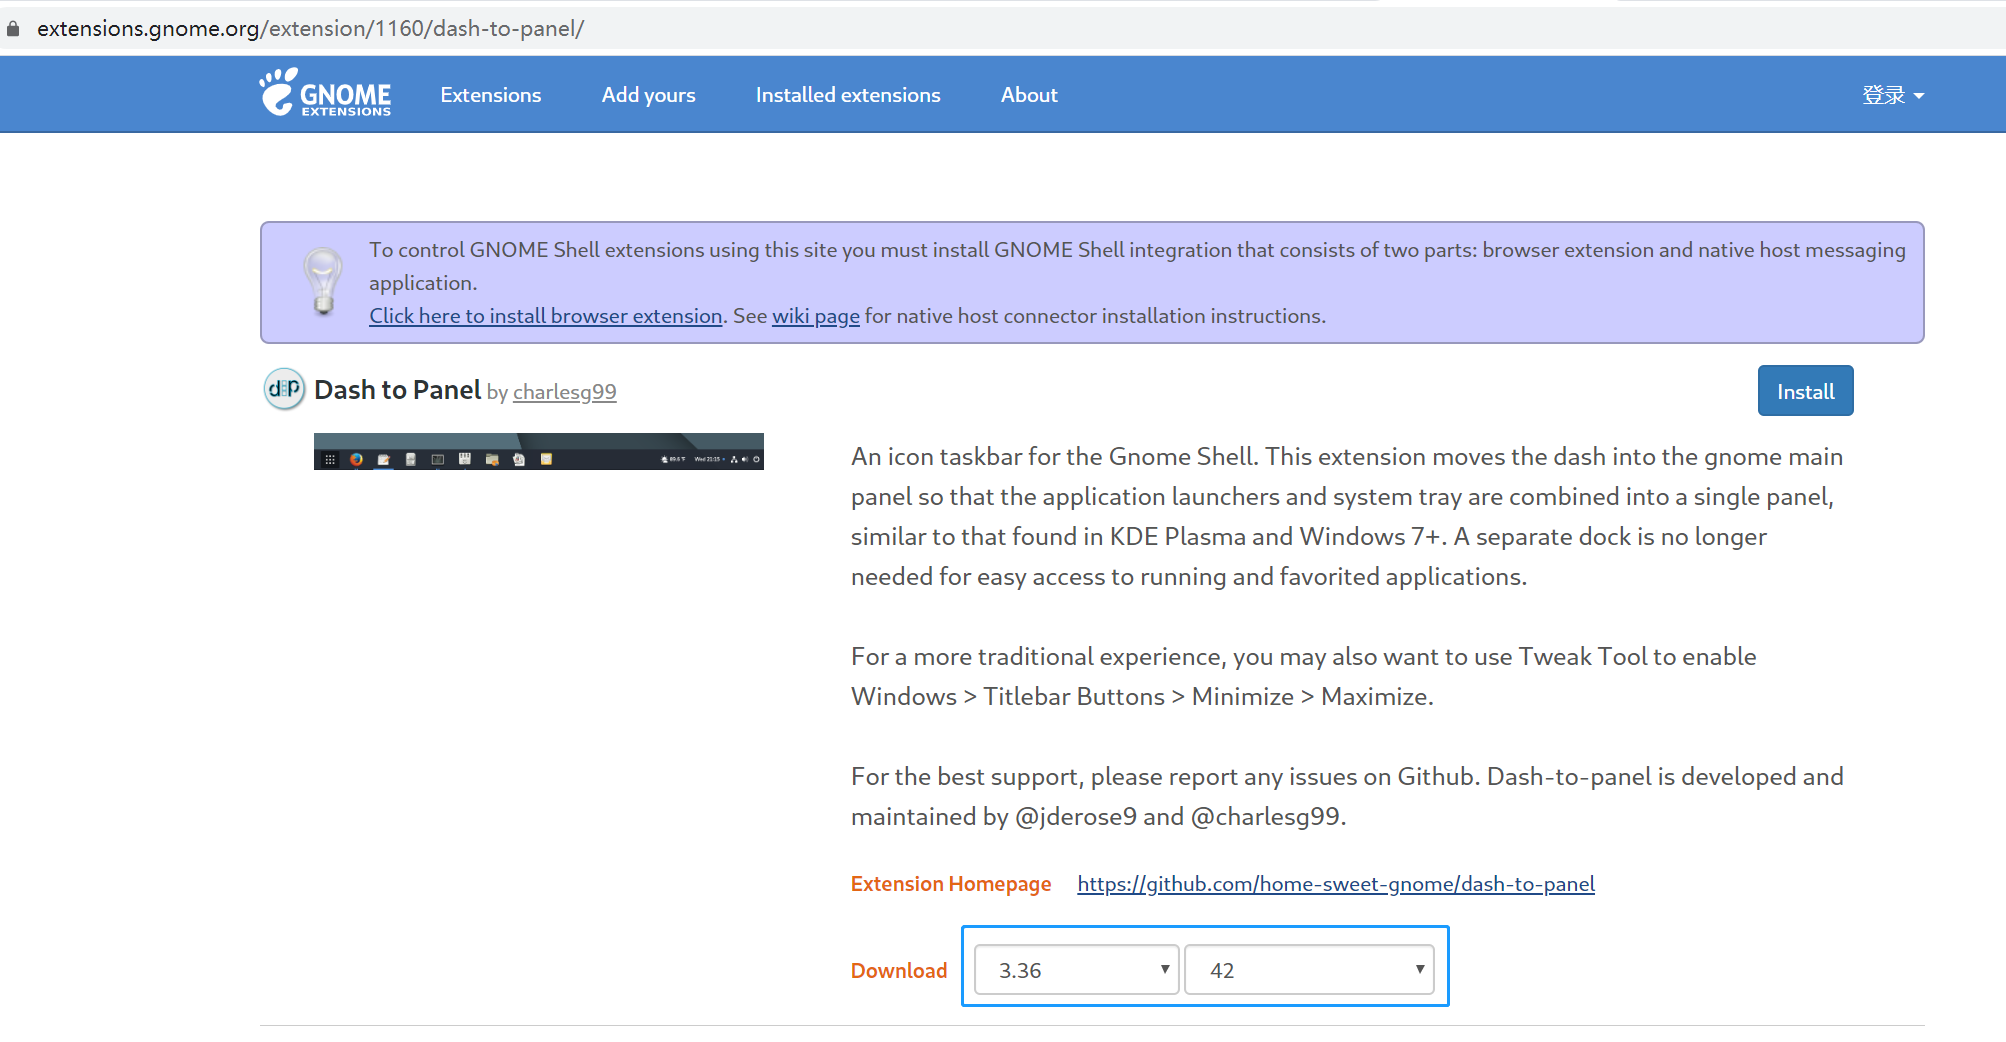 extensions.gnome.org/extension/1160/dash-to-panel/
GNOME EXTENSIONS
Extensions
Add yours
Installed extensions
About
登录
To control GNOME Shell extensions using this site you must install GNOME Shell integration that consists of two parts: browser extension and native host messaging
application.
Click here to install browser extension. See wiki page for native host connector installation instructions.
Dash to Panel by charlesg99
Install
An icon taskbar for the Gnome Shell. This extension moves the dash into the gnome main
panel so that the application launchers and system tray are combined into a single panel,
similar to that found in KDE Plasma and Windows 7+. A separate dock is no longer
needed for easy access to running and favorited applications.
For a more traditional experience, you may also want to use Tweak Tool to enable
Windows > Titlebar Buttons > Minimize > Maximize.
For the best support, please report any issues on Github. Dash-to-panel is developed and
maintained by @jderose9 and @charlesg99.
Extension Homepage https://github.com/home-sweet-gnome/dash-to-panel
Download 3.36 42